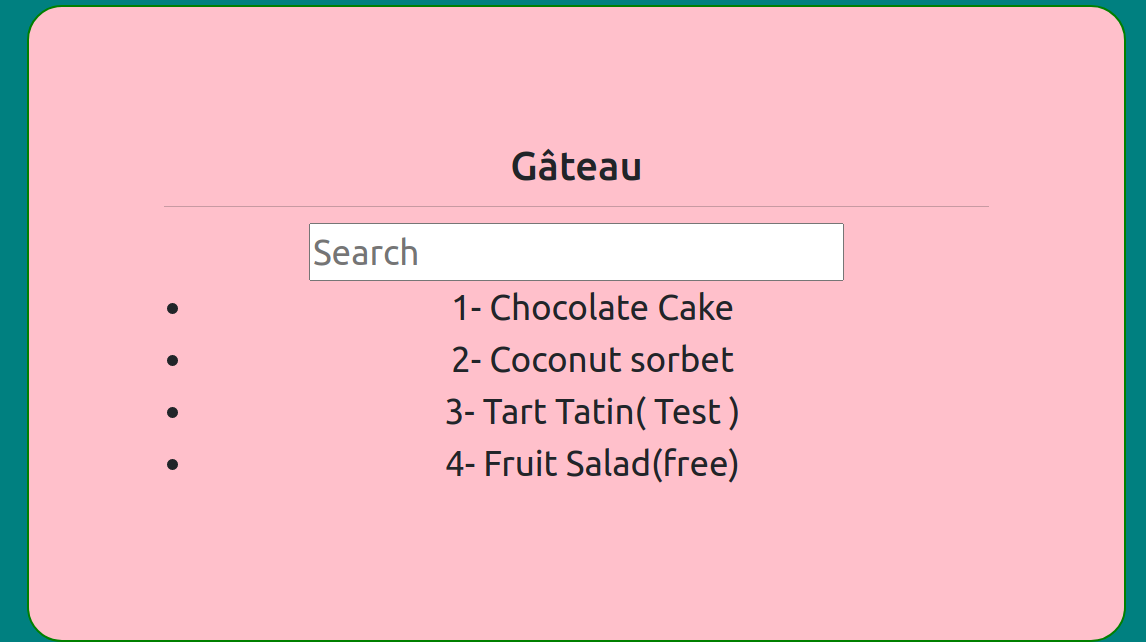 Gâteau
Search
1- Chocolate Cake
2- Coconut sorbet
3- Tart Tatin( Test )
4- Fruit Salad(free)